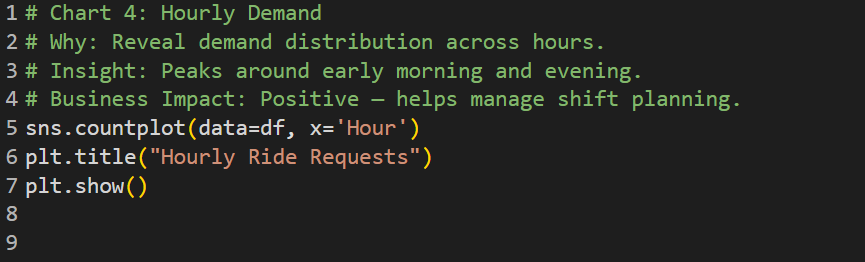 1 # Chart 4: Hourly Demand
2 # Why: Reveal demand distribution across hours.
3 # Insight: Peaks around early morning and evening.
4 # Business Impact: Positive – helps manage shift planning.
5 sns.countplot(data=df, x='Hour')
6 plt.title("Hourly Ride Requests")
7 plt.show()
8
9